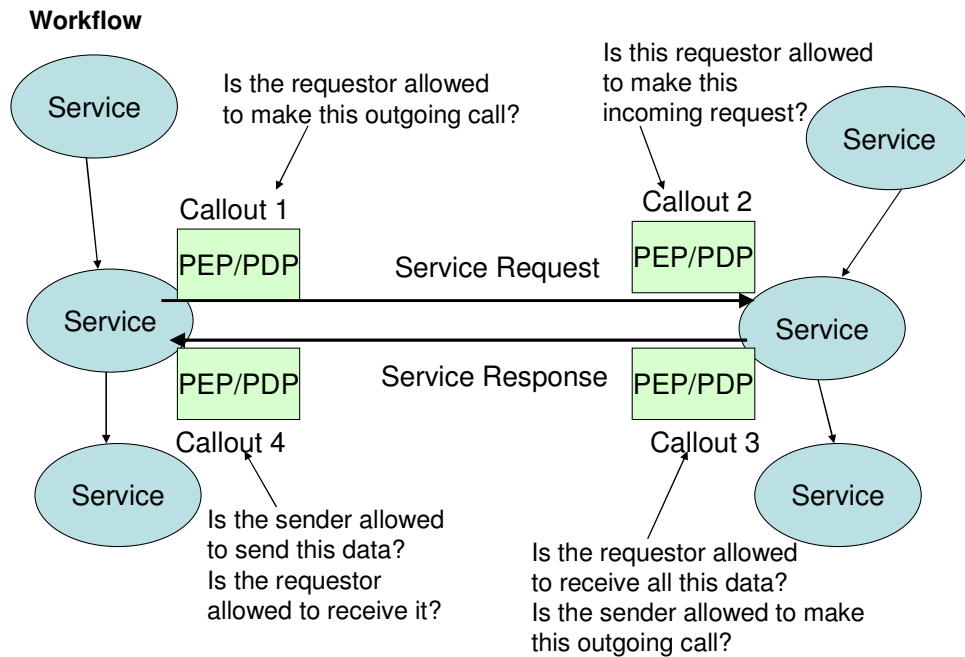 Workflow
Service
Is the requestor allowed
to make this outgoing call?
Is this requestor allowed
to make this
incoming request?
Service
Callout 1
Callout 2
PEP/PDP
Service Request
PEP/PDP
Service
Service
PEP/PDP
Service Response
PEP/PDP
Callout 4
Callout 3
Service
Service
Is the sender allowed
to send this data?
Is the requestor
allowed to receive it?
Is the requestor allowed
to receive all this data?
Is the sender allowed to make
this outgoing call?